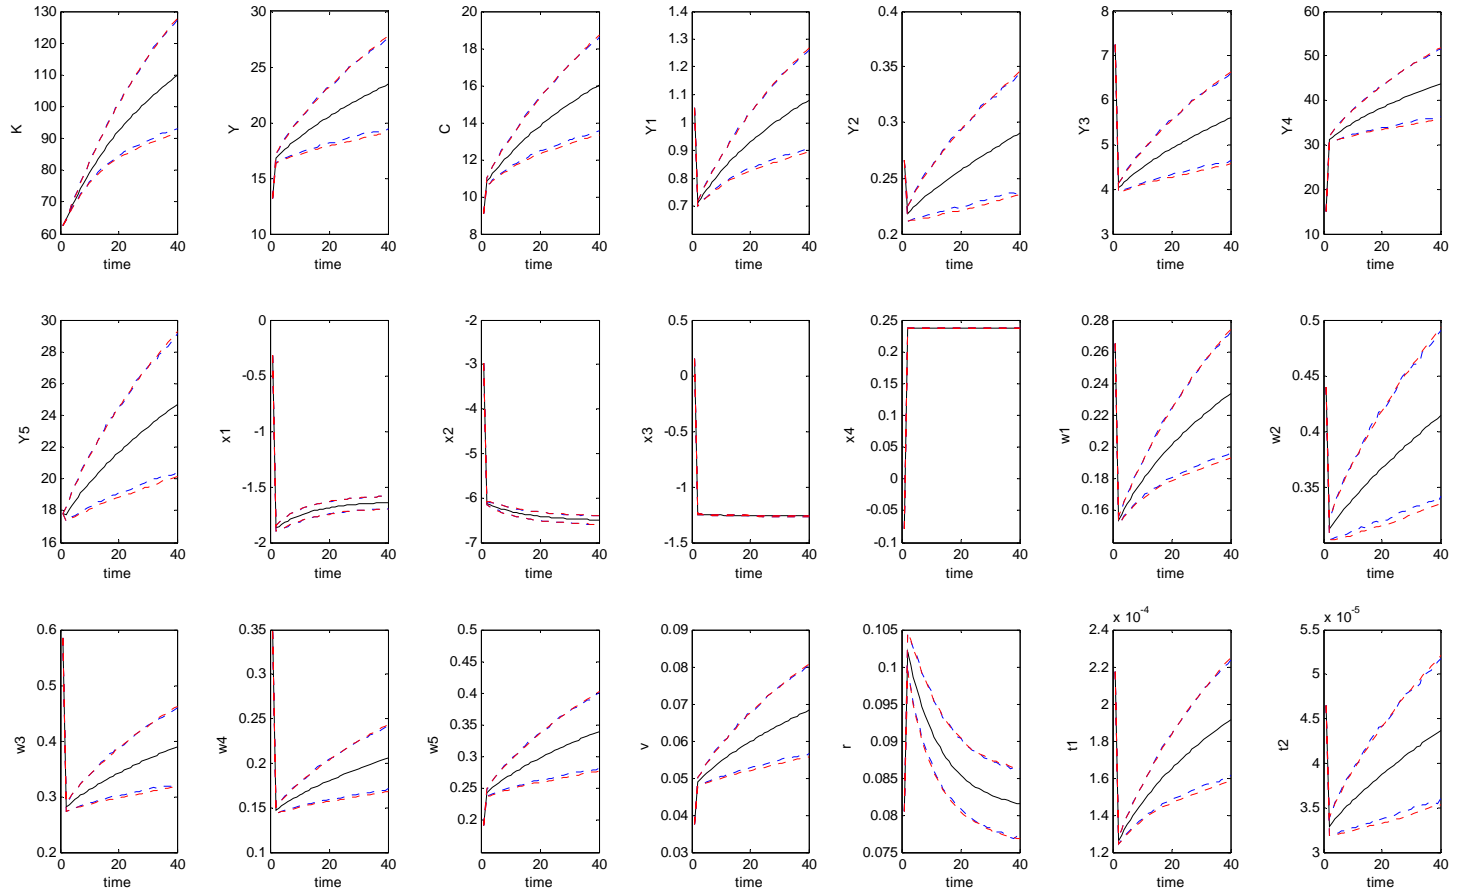 130 120 110 100 90 80 70 60
K
0 20 40
time
30 25 20 15 10
Y
0 20 40
time
20 18 16 14 12 10 8
C
0 20 40
time
1.4 1.3 1.2 1.1 1 0.9 0.8 0.7 0.6
Y1
0 20 40
time
0.4 0.35 0.3 0.25 0.2
Y2
0 20 40
time
8 7 6 5 4 3
Y3
0 20 40
time
60 50 40 30 20 10
Y4
0 20 40
time
30 28 26 24 22 20 18 16
Y5
0 20 40
time
0 -0.5 -1 -1.5 -2
x1
0 20 40
time
-2 -3 -4 -5 -6 -7
x2
0 20 40
time
0.5 0 -0.5 -1 -1.5
x3
0 20 40
time
0.25 0.2 0.15 0.1 0.05 0 -0.05 -0.1
x4
0 20 40
time
0.28 0.26 0.24 0.22 0.2 0.18 0.16
w1
0 20 40
time
0.5 0.45 0.4 0.35
w2
0 20 40
time
0.6 0.5 0.4 0.3 0.2
w3
0 20 40
time
0.35 0.3 0.25 0.2 0.15 0.1
w4
0 20 40
time
0.5 0.45 0.4 0.35 0.3 0.25 0.2
w5
0 20 40
time
0.09 0.08 0.07 0.06 0.05 0.04 0.03
v
0 20 40
time
0.105 0.1 0.095 0.09 0.085 0.08 0.075
r
0 20 40
time
x 10-4
2.4 2.2 2 1.8 1.6 1.4 1.2
t1
0 20 40
time
x 10-5
5.5 5 4.5 4 3.5 3
t2
0 20 40
time